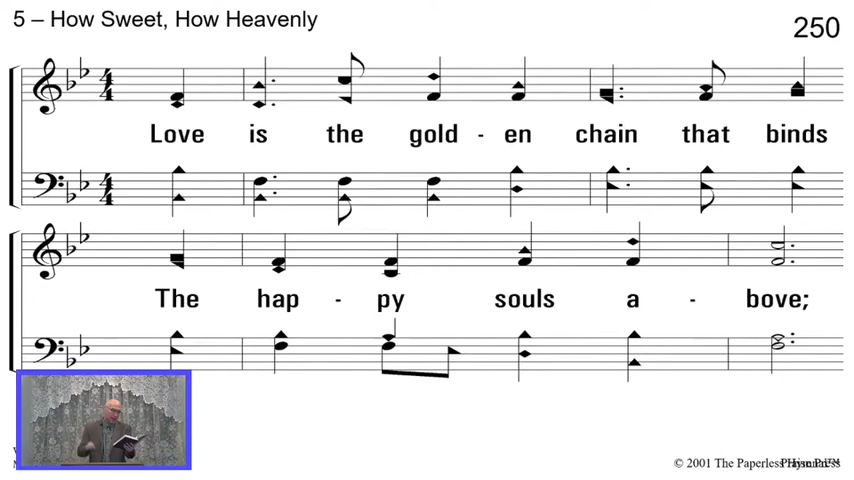 5 – How Sweet, How Heavenly
250
Love is the gold - en chain that binds
The hap - py souls a - bove;
© 2001 The Paperless Hymnal™